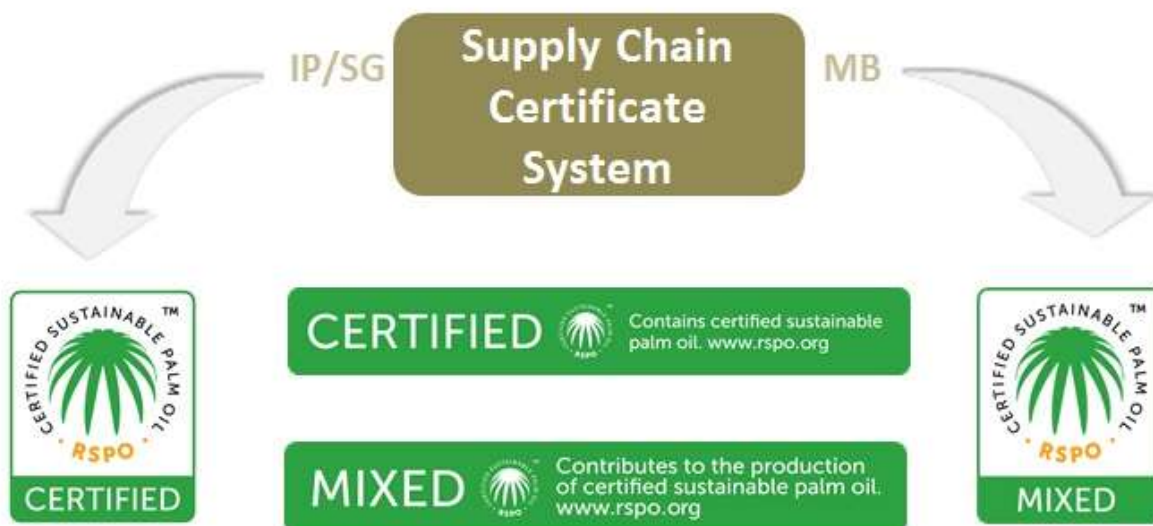 IP/SG
Supply Chain
Certificate
System
MB
CERTIFIED SUSTAINABLE PALM OIL
TM
· RSPO ·
CERTIFIED
CERTIFIED
Contains certified sustainable
palm oil. www.rspo.org
RSPO
MIXED
Contributes to the production
of certified sustainable palm oil.
www.rspo.org
CERTIFIED SUSTAINABLE PALM OIL
TM
· RSPO ·
MIXED